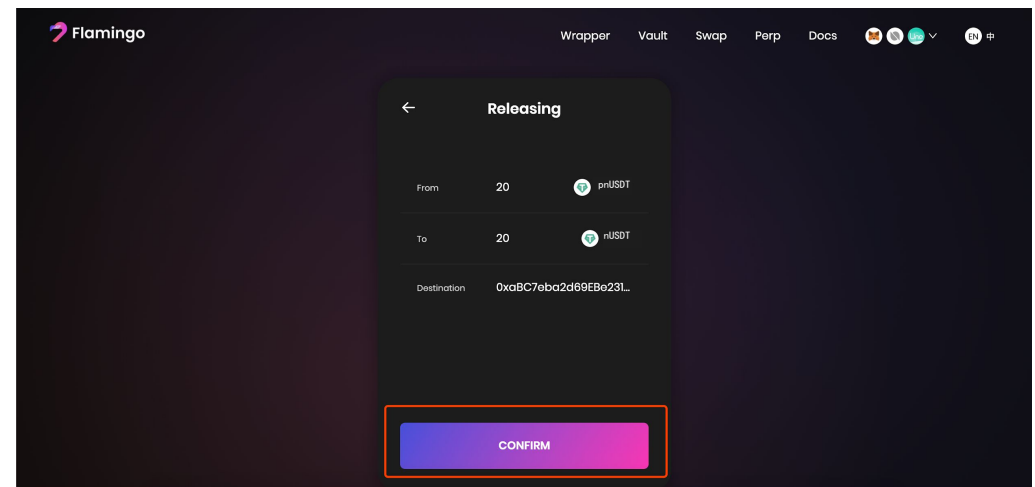 Flamingo Wrapper Vault Swap Perp Docs EN 中
Releasing
From 20 pnUSDT
To 20 nUSDT
Destination 0xaBC7eba2d69EBe231...
CONFIRM